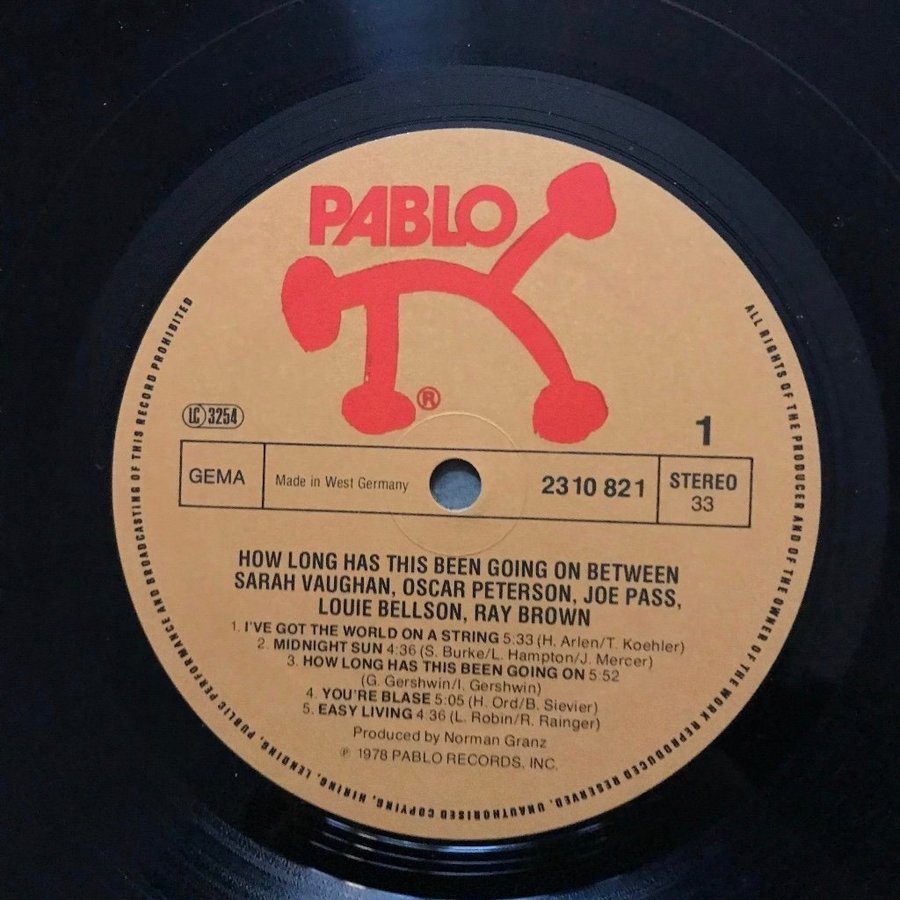 PABLO
®
LC 3254
1
GEMA
Made in West Germany
2310 821
STEREO
33
HOW LONG HAS THIS BEEN GOING ON BETWEEN
SARAH VAUGHAN, OSCAR PETERSON, JOE PASS,
LOUIE BELLSON, RAY BROWN
1. I'VE GOT THE WORLD ON A STRING 5:33 (H. Arlen/T. Koehler)
2. MIDNIGHT SUN 4:36 (S. Burke/L. Hampton/J. Mercer)
3. HOW LONG HAS THIS BEEN GOING ON 5:52
(G. Gershwin/I. Gershwin)
4. YOU'RE BLASE 5:05 (H. Ord/B. Sievier)
5. EASY LIVING 4:36 (L. Robin/R. Rainger)
Produced by Norman Granz
℗ 1978 PABLO RECORDS, INC.
ALL RIGHTS OF THE PRODUCER AND OF THE OWNER OF THE WORK REPRODUCED RESERVED. UNAUTHORISED COPYING, HIRING, LENDING, PUBLIC PERFORMANCE AND BROADCASTING OF THIS RECORD PROHIBITED